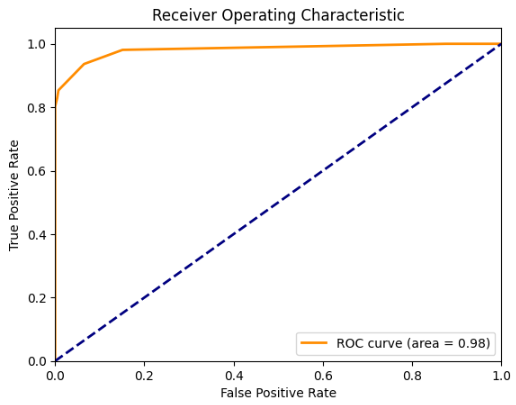 Receiver Operating Characteristic
True Positive Rate
1.0
0.8
0.6
0.4
0.2
0.0
ROC curve (area = 0.98)
0.0 0.2 0.4 0.6 0.8 1.0
False Positive Rate